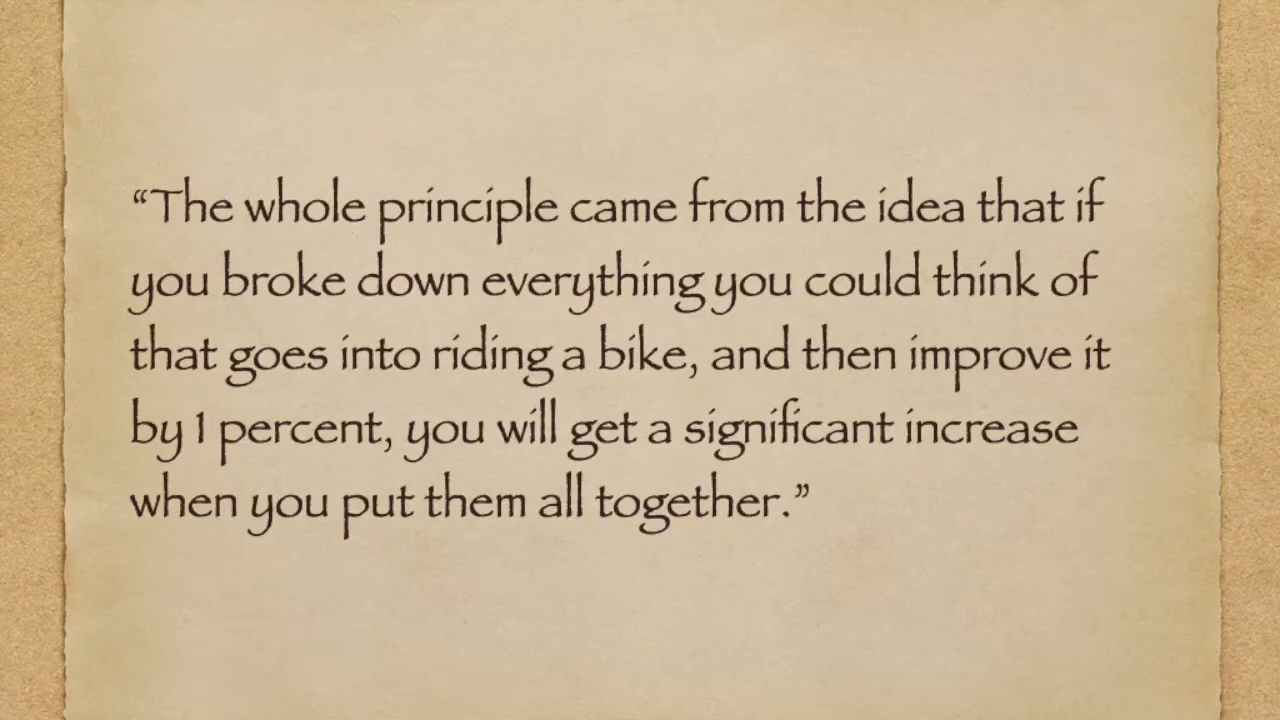 “The whole principle came from the idea that if
you broke down everything you could think of
that goes into riding a bike, and then improve it
by 1 percent, you will get a significant increase
when you put them all together.”